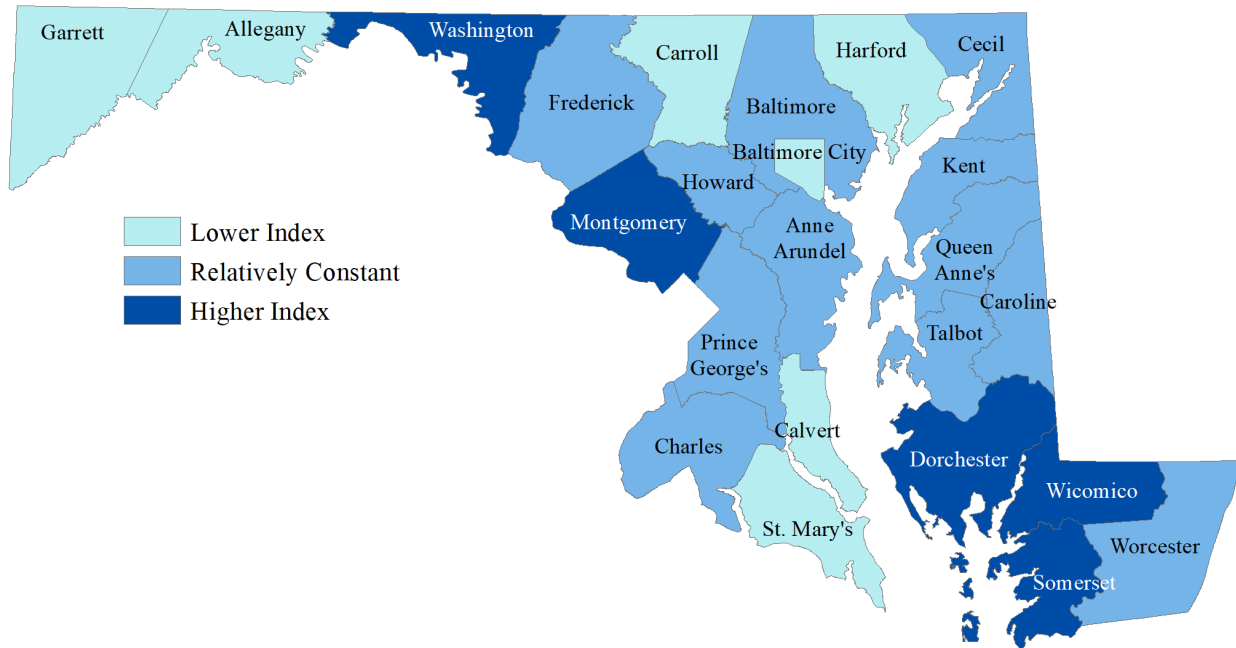 Garrett
Allegany
Washington
Frederick
Carroll
Baltimore
Harford
Cecil
Baltimore City
Howard
Montgomery
Anne
Arundel
Kent
Queen
Anne's
Caroline
Talbot
Prince
George's
Charles
Calvert
St. Mary's
Dorchester
Wicomico
Somerset
Worcester
Lower Index
Relatively Constant
Higher Index